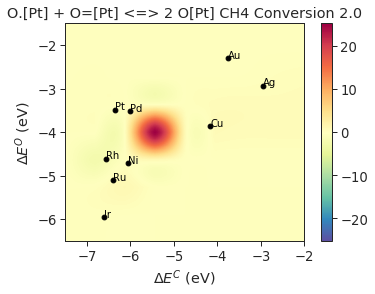 O.[Pt] + O=[Pt] <=> 2 O[Pt] CH4 Conversion 2.0
ΔE^O (eV)
−2
−3
−4
−5
−6
Au
Ag
Pt
Pd
Cu
Rh
Ni
Ru
Ir
−7
−6
−5
−4
−3
−2
ΔE^C (eV)
20
10
0
−10
−20